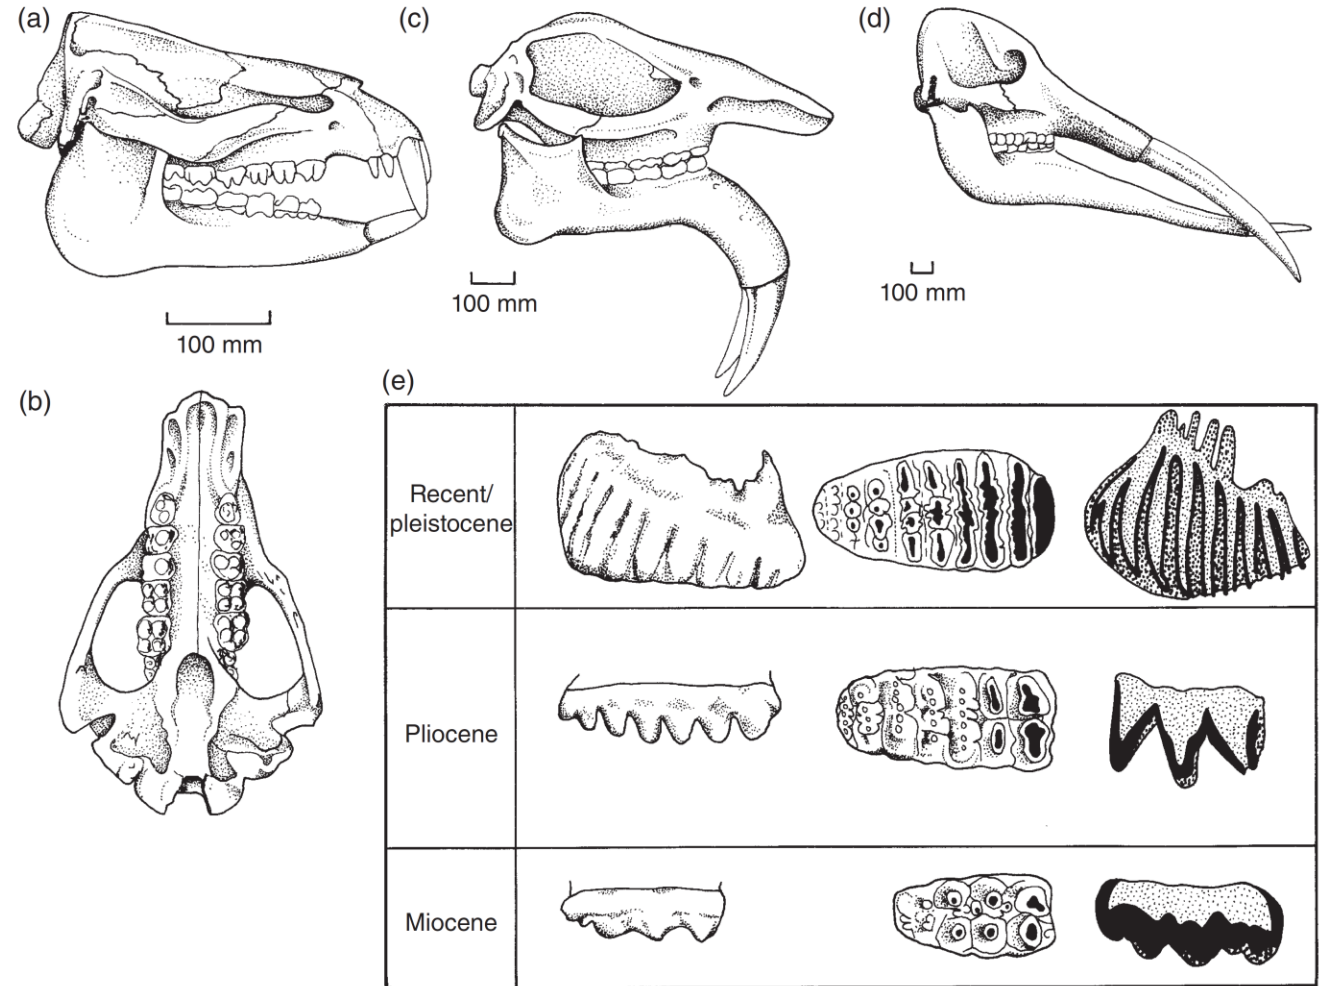 (a)
(c)
(d)
100 mm
100 mm
100 mm
(b)
(e)
Recent/
pleistocene
Pliocene
Miocene